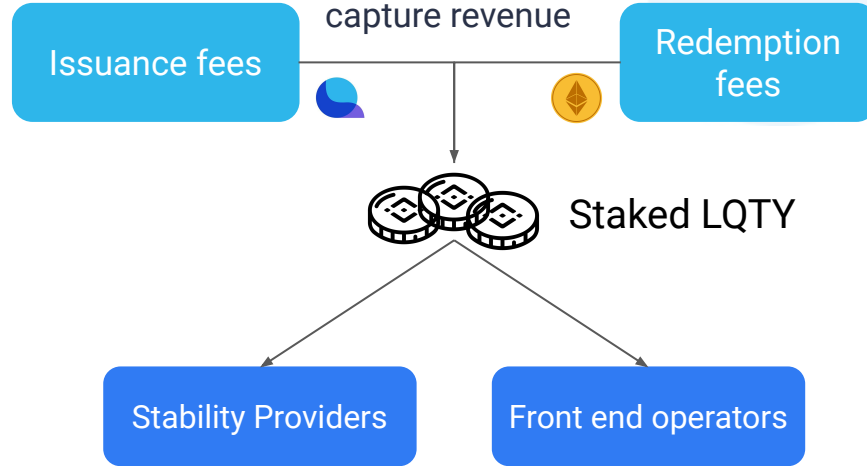 capture revenue
Issuance fees
Redemption
fees
Staked LQTY
Stability Providers
Front end operators